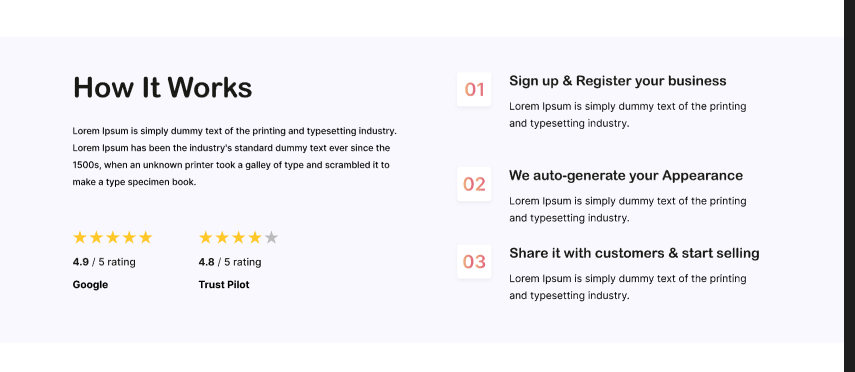 How It Works
Lorem Ipsum is simply dummy text of the printing and typesetting industry.
Lorem Ipsum has been the industry's standard dummy text ever since the
1500s, when an unknown printer took a galley of type and scrambled it to
make a type specimen book.
4.9 / 5 rating
Google
4.8 / 5 rating
Trust Pilot
01
Sign up & Register your business
Lorem Ipsum is simply dummy text of the printing
and typesetting industry.
02
We auto-generate your Appearance
Lorem Ipsum is simply dummy text of the printing
and typesetting industry.
03
Share it with customers & start selling
Lorem Ipsum is simply dummy text of the printing
and typesetting industry.